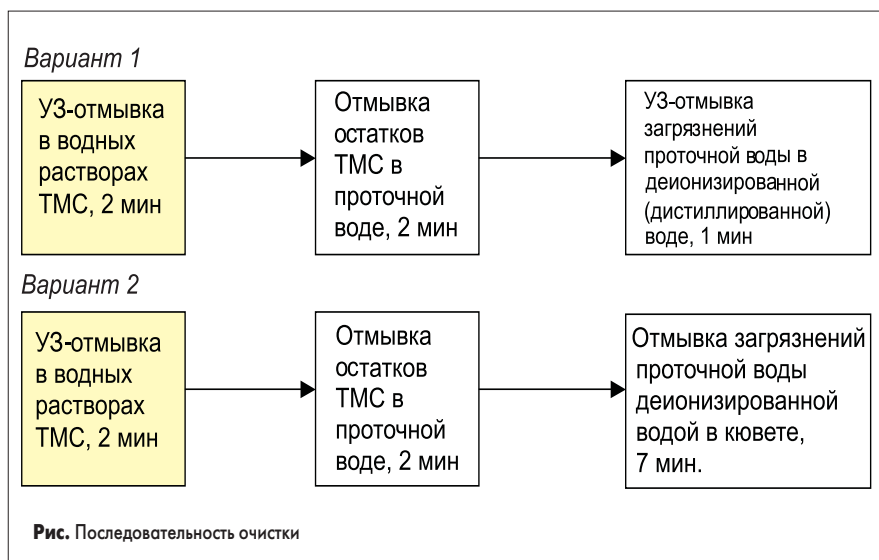 Вариант 1
УЗ-отмывка
в водных
растворах
ТМС, 2 мин
Отмывка
остатков
ТМС в
проточной
воде, 2 мин
УЗ-отмывка
загрязнений
проточной воды в
деионизированной
(дистиллированной)
воде, 1 мин
Вариант 2
УЗ-отмывка
в водных
растворах
ТМС, 2 мин
Отмывка
остатков
ТМС в
проточной
воде, 2 мин
Отмывка загрязнений
проточной воды
деионизированной
водой в кювете,
7 мин.
Рис. Последовательность очистки